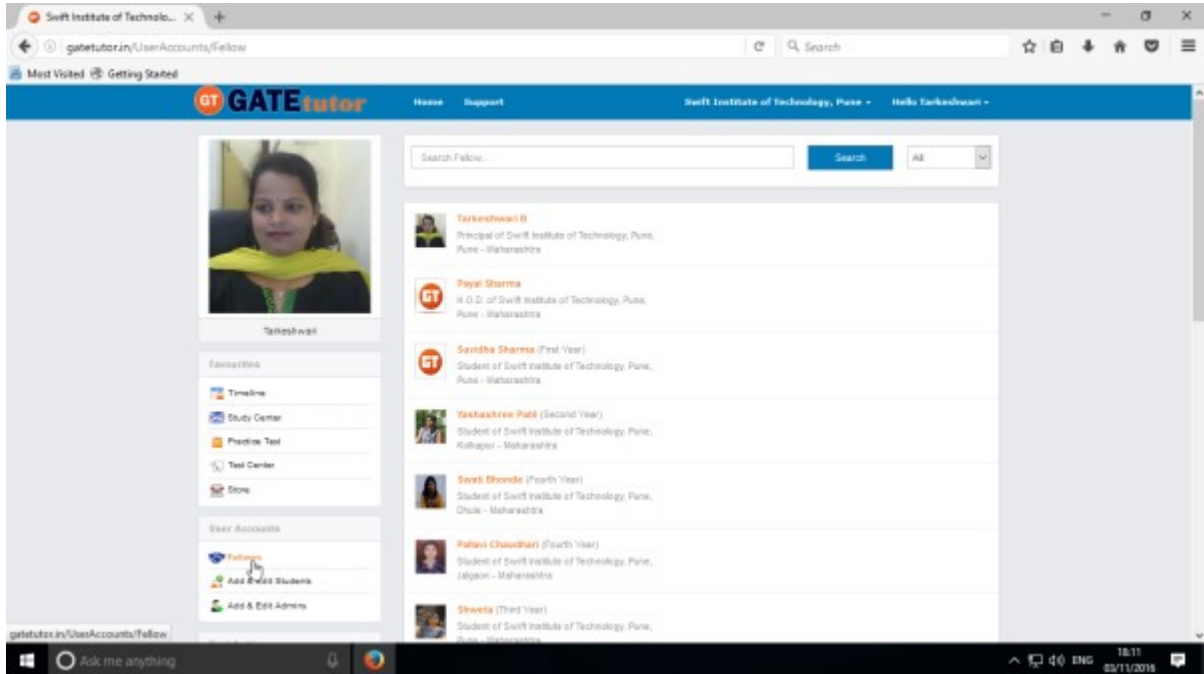 Swift Institute of Technolo...
gatetutor.in/UserAccounts/Fellow
Search
Most Visited
Getting Started
GT GATEtutor
Home
Support
Swift Institute of Technology, Pune
Hello Tarkeshwari
Search Fellow...
Search
All
Tarkeshwari
Favourites
Timeline
Study Center
Practice Test
Test Center
Store
User Accounts
Fellows
Add & Edit Students
Add & Edit Admins
Tarkeshwari B
Principal of Swift Institute of Technology, Pune,
Pune - Maharashtra
GT
Payal Sharma
H.O.D. of Swift Institute of Technology, Pune,
Pune - Maharashtra
GT
Suvidha Sharma (First Year)
Student of Swift Institute of Technology, Pune,
Pune - Maharashtra
Yashashree Patil (Second Year)
Student of Swift Institute of Technology, Pune,
Kolhapur - Maharashtra
Swati Bhonde (Fourth Year)
Student of Swift Institute of Technology, Pune,
Dhule - Maharashtra
Pallavi Chaudhari (Fourth Year)
Student of Swift Institute of Technology, Pune,
Jalgaon - Maharashtra
Shweta (Third Year)
Student of Swift Institute of Technology, Pune,
Pune - Maharashtra
gatetutor.in/UserAccounts/Fellow
Ask me anything
ENG
18:11
03/11/2016